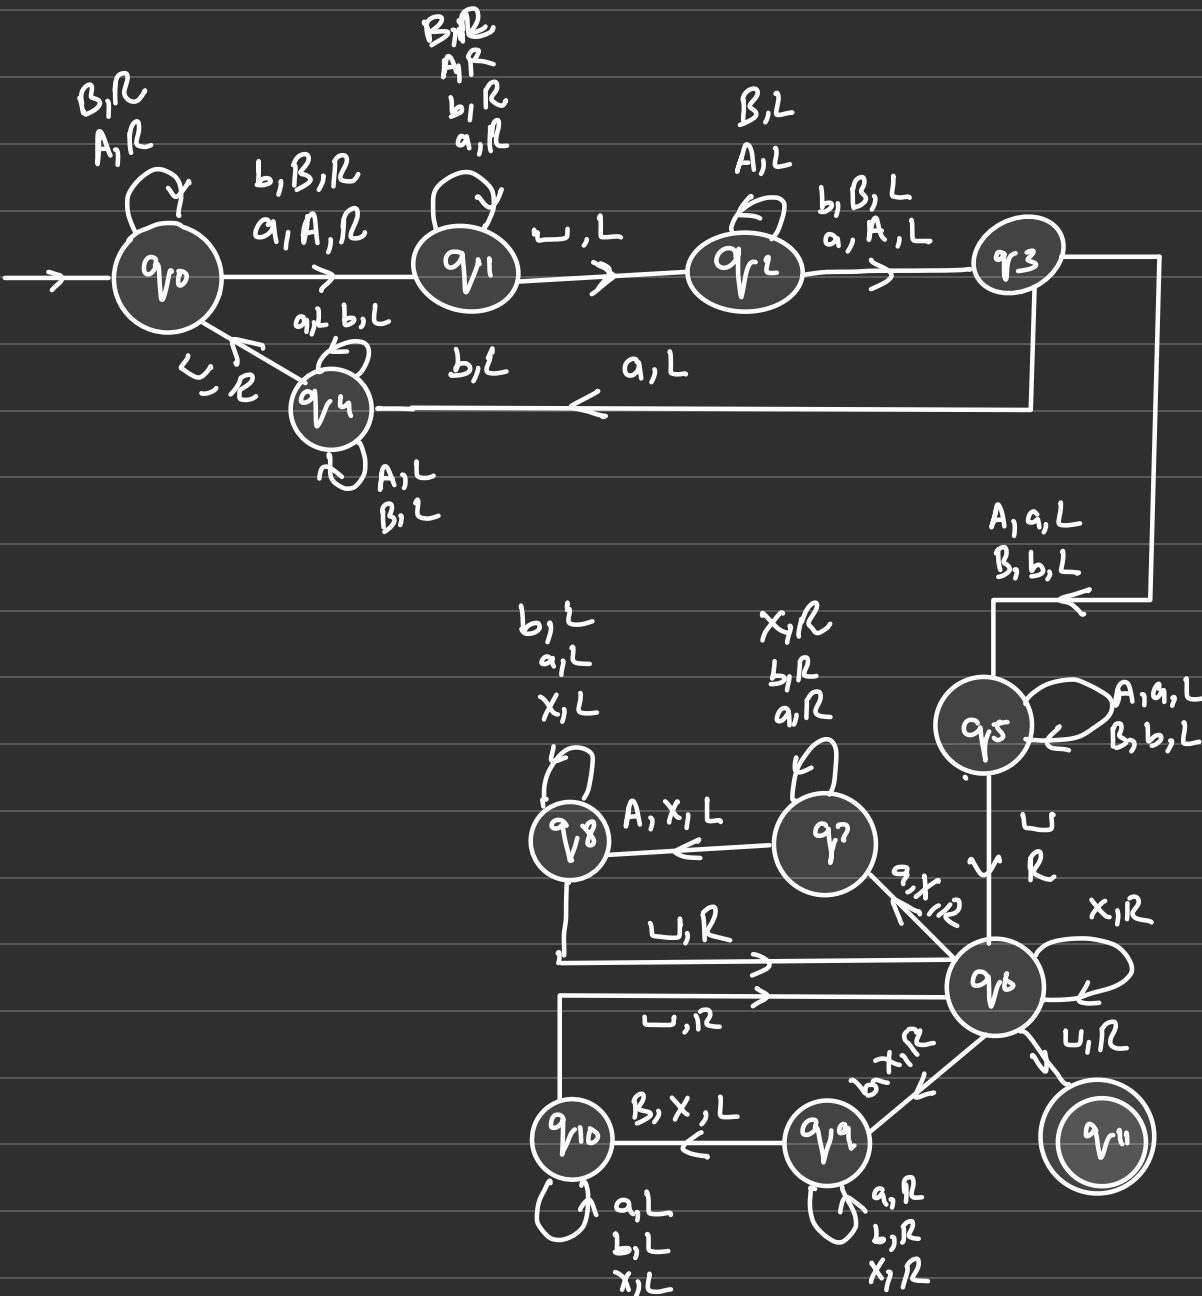 B,R
A,R
B,R
A,R
b,R
a,R
B,L
A,L
b,B,R
a,A,R
⊔,L
b,B,L
a,A,L
q0
q1
q2
q3
a,L b,L
⊔,R
b,L a,L
q4
A,L
B,L
A,a,L
B,b,L
b,L
a,L
X,L
X,R
b,R
a,R
A,a,L
B,b,L
q5
A,X,L
q8
q7
a,X,R
⊔
R
X,R
⊔,R
q6
⊔,R
b,X,R
⊔,R
B,X,L
q10
q9
q11
a,L
b,L
X,L
a,R
b,R
X,R